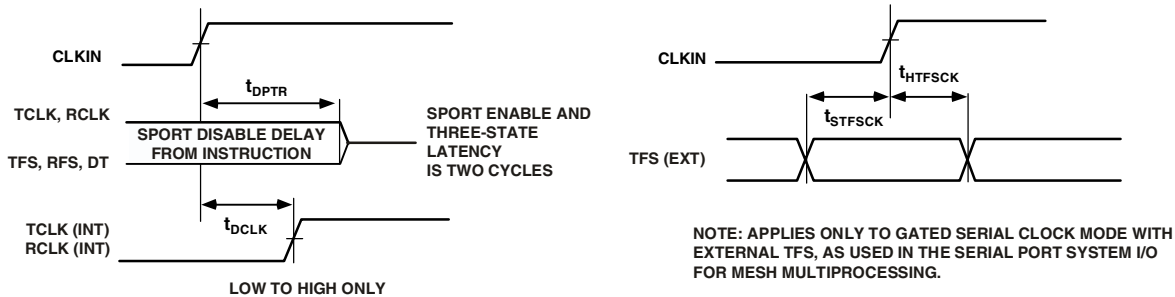 CLKIN
tDPTR
TCLK, RCLK
SPORT DISABLE DELAY
FROM INSTRUCTION
TFS, RFS, DT
SPORT ENABLE AND
THREE-STATE
LATENCY
IS TWO CYCLES
tDCLK
TCLK (INT)
RCLK (INT)
LOW TO HIGH ONLY
CLKIN
tHTFSCK
tSTFSCK
TFS (EXT)
NOTE: APPLIES ONLY TO GATED SERIAL CLOCK MODE WITH
EXTERNAL TFS, AS USED IN THE SERIAL PORT SYSTEM I/O
FOR MESH MULTIPROCESSING.